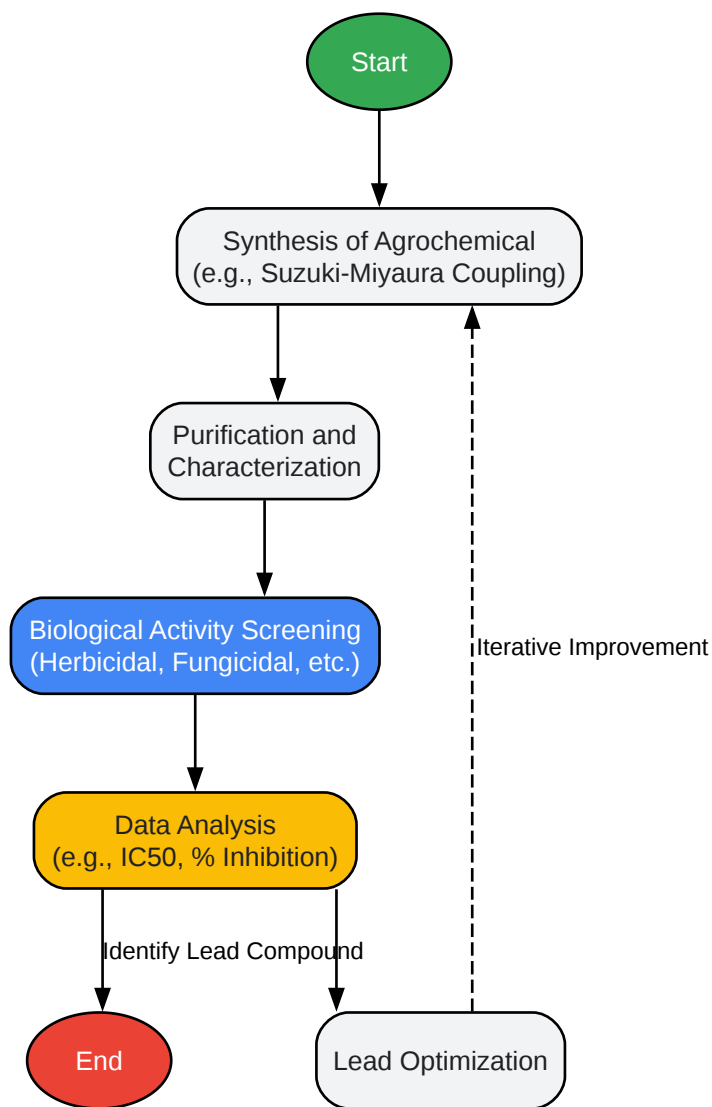 Start
Synthesis of Agrochemical
(e.g., Suzuki-Miyaura Coupling)
Purification and
Characterization
Biological Activity Screening
(Herbicidal, Fungicidal, etc.)
Iterative Improvement
Data Analysis
(e.g., IC50, % Inhibition)
Identify Lead Compound
End
Lead Optimization